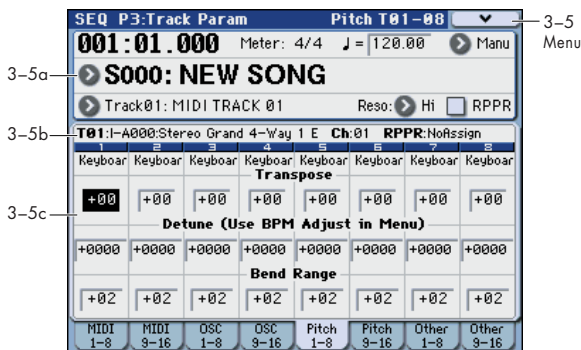 SEQ P3:Track Param Pitch T01-08
3-5 Menu
001:01.000 Meter: 4/4 ♩= 120.00 Manu
3-5a
S000: NEW SONG
Track01: MIDI TRACK 01 Reso: Hi RPPR
3-5b
T01:I-A000:Stereo Grand 4-Way 1 E Ch:01 RPPR:NoAssign
1 2 3 4 5 6 7 8
Keyboar Keyboar Keyboar Keyboar Keyboar Keyboar Keyboar Keyboar
Transpose
3-5c
+00 +00 +00 +00 +00 +00 +00 +00
Detune (Use BPM Adjust in Menu)
+0000 +0000 +0000 +0000 +0000 +0000 +0000 +0000
Bend Range
+02 +02 +02 +02 +02 +02 +02 +02
MIDI 1-8 MIDI 9-16 OSC 1-8 OSC 9-16 Pitch 1-8 Pitch 9-16 Other 1-8 Other 9-16